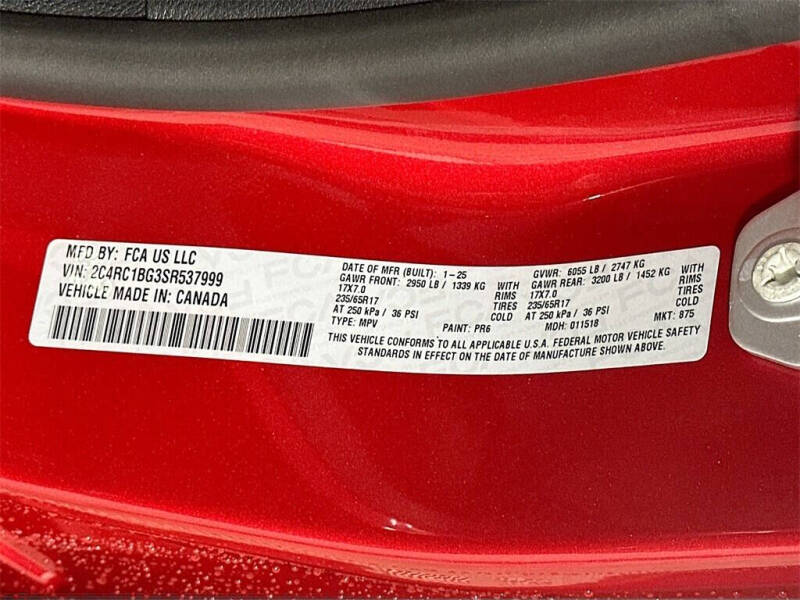 MFD BY: FCA US LLC
VIN: 2C4RC1BG3SR537999
VEHICLE MADE IN: CANADA
DATE OF MFR (BUILT): 1-25
GAWR FRONT: 2950 LB / 1339 KG WITH
17X7.0 RIMS
235/65R17 TIRES
AT 250 kPa / 36 PSI COLD
TYPE: MPV PAINT: PR6
GVWR: 6055 LB / 2747 KG
GAWR REAR: 3200 LB / 1452 KG WITH
17X7.0 RIMS
235/65R17 TIRES
AT 250 kPa / 36 PSI COLD
MDH: 011518 MKT: 875
THIS VEHICLE CONFORMS TO ALL APPLICABLE U.S.A. FEDERAL MOTOR VEHICLE SAFETY
STANDARDS IN EFFECT ON THE DATE OF MANUFACTURE SHOWN ABOVE.